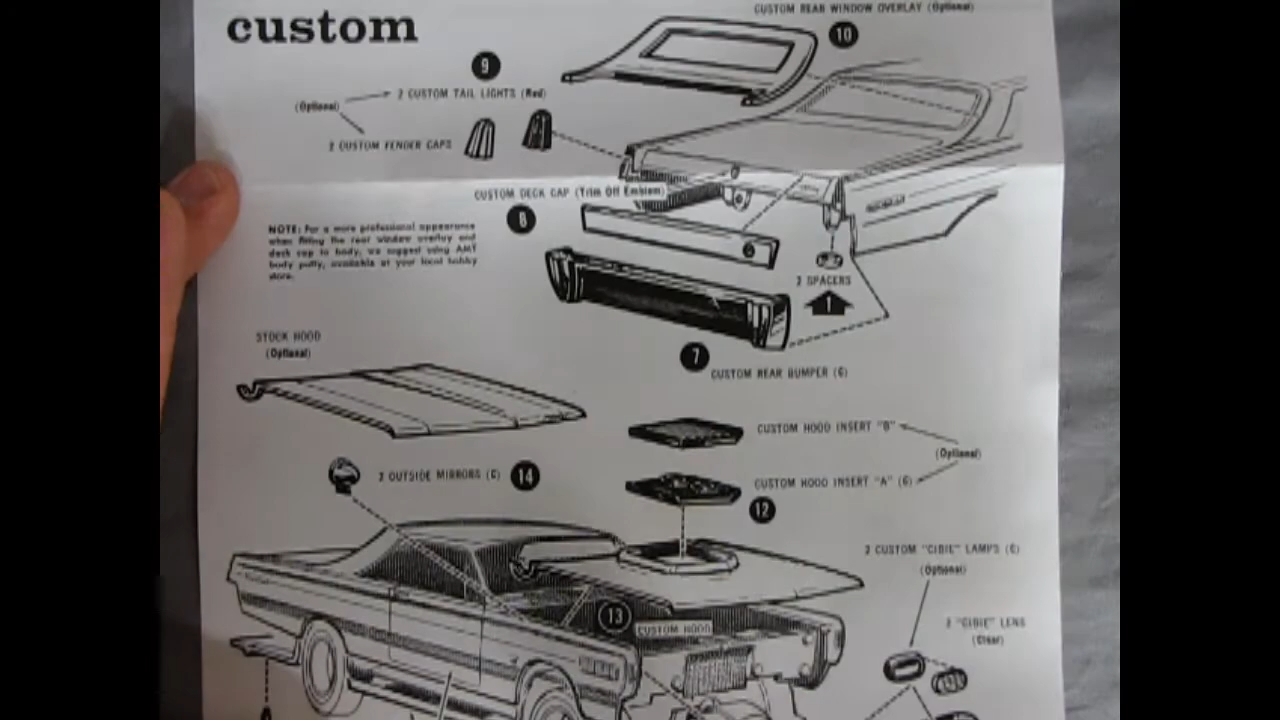 custom
CUSTOM REAR WINDOW OVERLAY (Optional)
10
9
2 CUSTOM TAIL LIGHTS (Red)
(Optional)
2 CUSTOM FENDER CAPS
CUSTOM DECK CAP (Trim Off Emblem)
8
NOTE: For a more professional appearance
when fitting the rear window overlay and
deck cap to body, we suggest using AMT
body putty, available at your local hobby
store.
2 SPACERS
1
7
CUSTOM REAR BUMPER (C)
STOCK HOOD
(Optional)
CUSTOM HOOD INSERT "B"
(Optional)
2 OUTSIDE MIRRORS (C)
14
CUSTOM HOOD INSERT "A" (C)
12
2 CUSTOM "CIBIE" LAMPS (C)
(Optional)
13
CUSTOM HOOD
2 "CIBIE" LENS
(Clear)